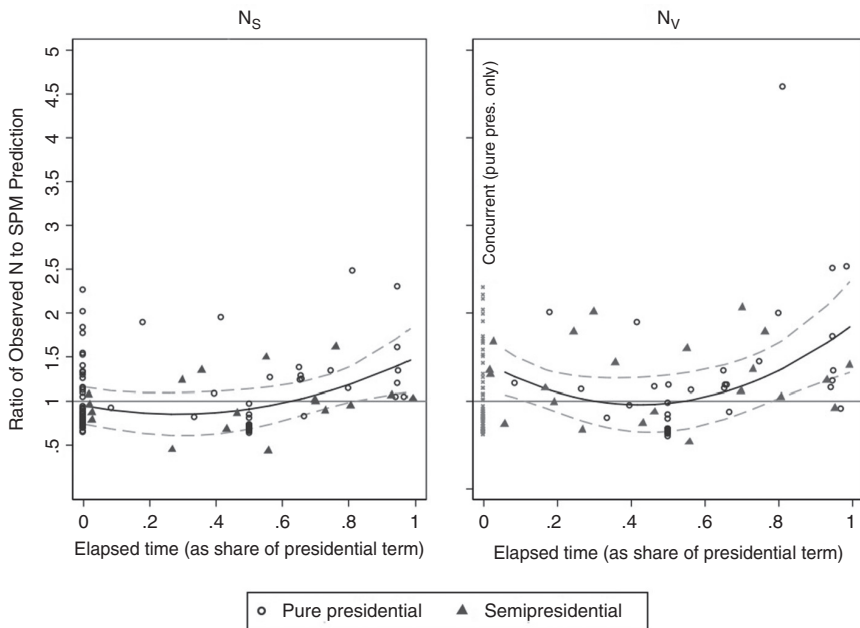 N_S
N_V
Ratio of Observed N to SPM Prediction
5
4.5
4
3.5
3
2.5
2
1.5
1
.5
0
.2
.4
.6
.8
1
Elapsed time (as share of presidential term)
Concurrent (pure pres. only)
0
.2
.4
.6
.8
1
Elapsed time (as share of presidential term)
Pure presidential
Semipresidential